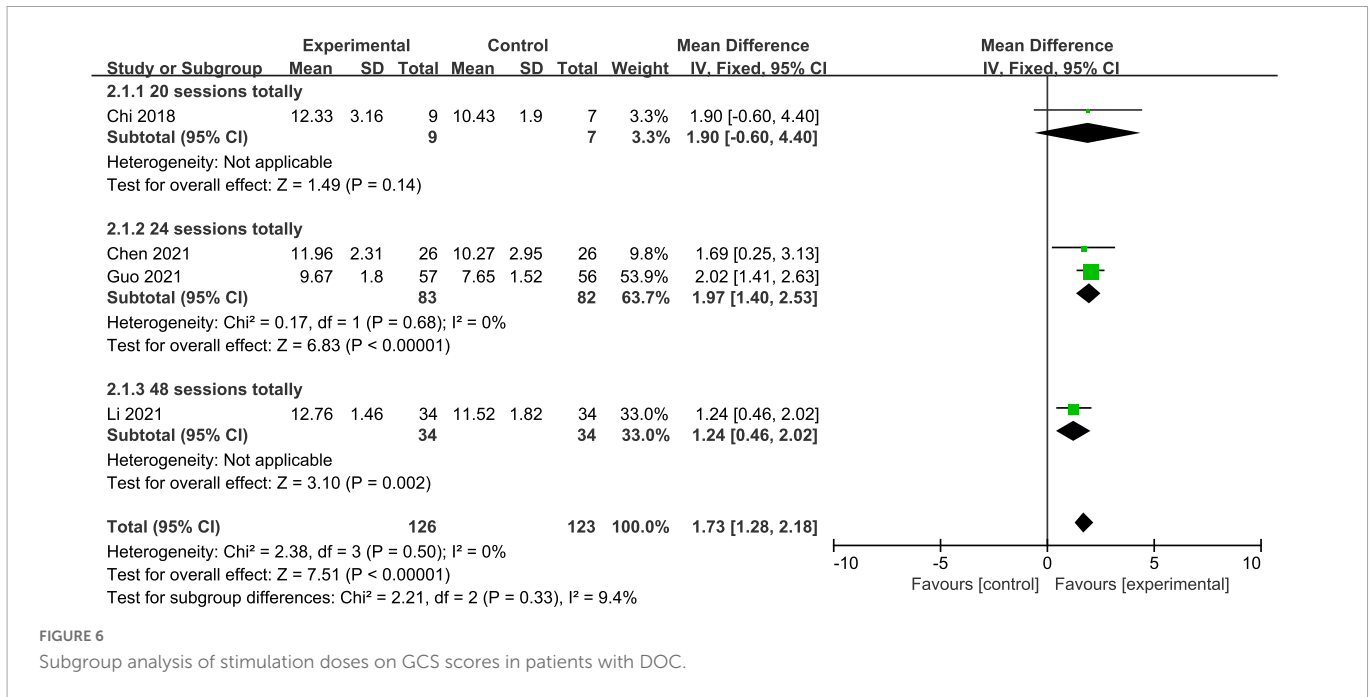 Experimental Control Mean Difference Mean Difference
Study or Subgroup Mean SD Total Mean SD Total Weight IV, Fixed, 95% CI IV, Fixed, 95% CI
2.1.1 20 sessions totally
Chi 2018 12.33 3.16 9 10.43 1.9 7 3.3% 1.90 [-0.60, 4.40]
Subtotal (95% CI) 9 7 3.3% 1.90 [-0.60, 4.40]
Heterogeneity: Not applicable
Test for overall effect: Z = 1.49 (P = 0.14)
2.1.2 24 sessions totally
Chen 2021 11.96 2.31 26 10.27 2.95 26 9.8% 1.69 [0.25, 3.13]
Guo 2021 9.67 1.8 57 7.65 1.52 56 53.9% 2.02 [1.41, 2.63]
Subtotal (95% CI) 83 82 63.7% 1.97 [1.40, 2.53]
Heterogeneity: Chi² = 0.17, df = 1 (P = 0.68); I² = 0%
Test for overall effect: Z = 6.83 (P < 0.00001)
2.1.3 48 sessions totally
Li 2021 12.76 1.46 34 11.52 1.82 34 33.0% 1.24 [0.46, 2.02]
Subtotal (95% CI) 34 34 33.0% 1.24 [0.46, 2.02]
Heterogeneity: Not applicable
Test for overall effect: Z = 3.10 (P = 0.002)
Total (95% CI) 126 123 100.0% 1.73 [1.28, 2.18]
Heterogeneity: Chi² = 2.38, df = 3 (P = 0.50); I² = 0%
Test for overall effect: Z = 7.51 (P < 0.00001)
Test for subgroup differences: Chi² = 2.21, df = 2 (P = 0.33), I² = 9.4%
-10 -5 0 5 10
Favours [control] Favours [experimental]
FIGURE 6
Subgroup analysis of stimulation doses on GCS scores in patients with DOC.